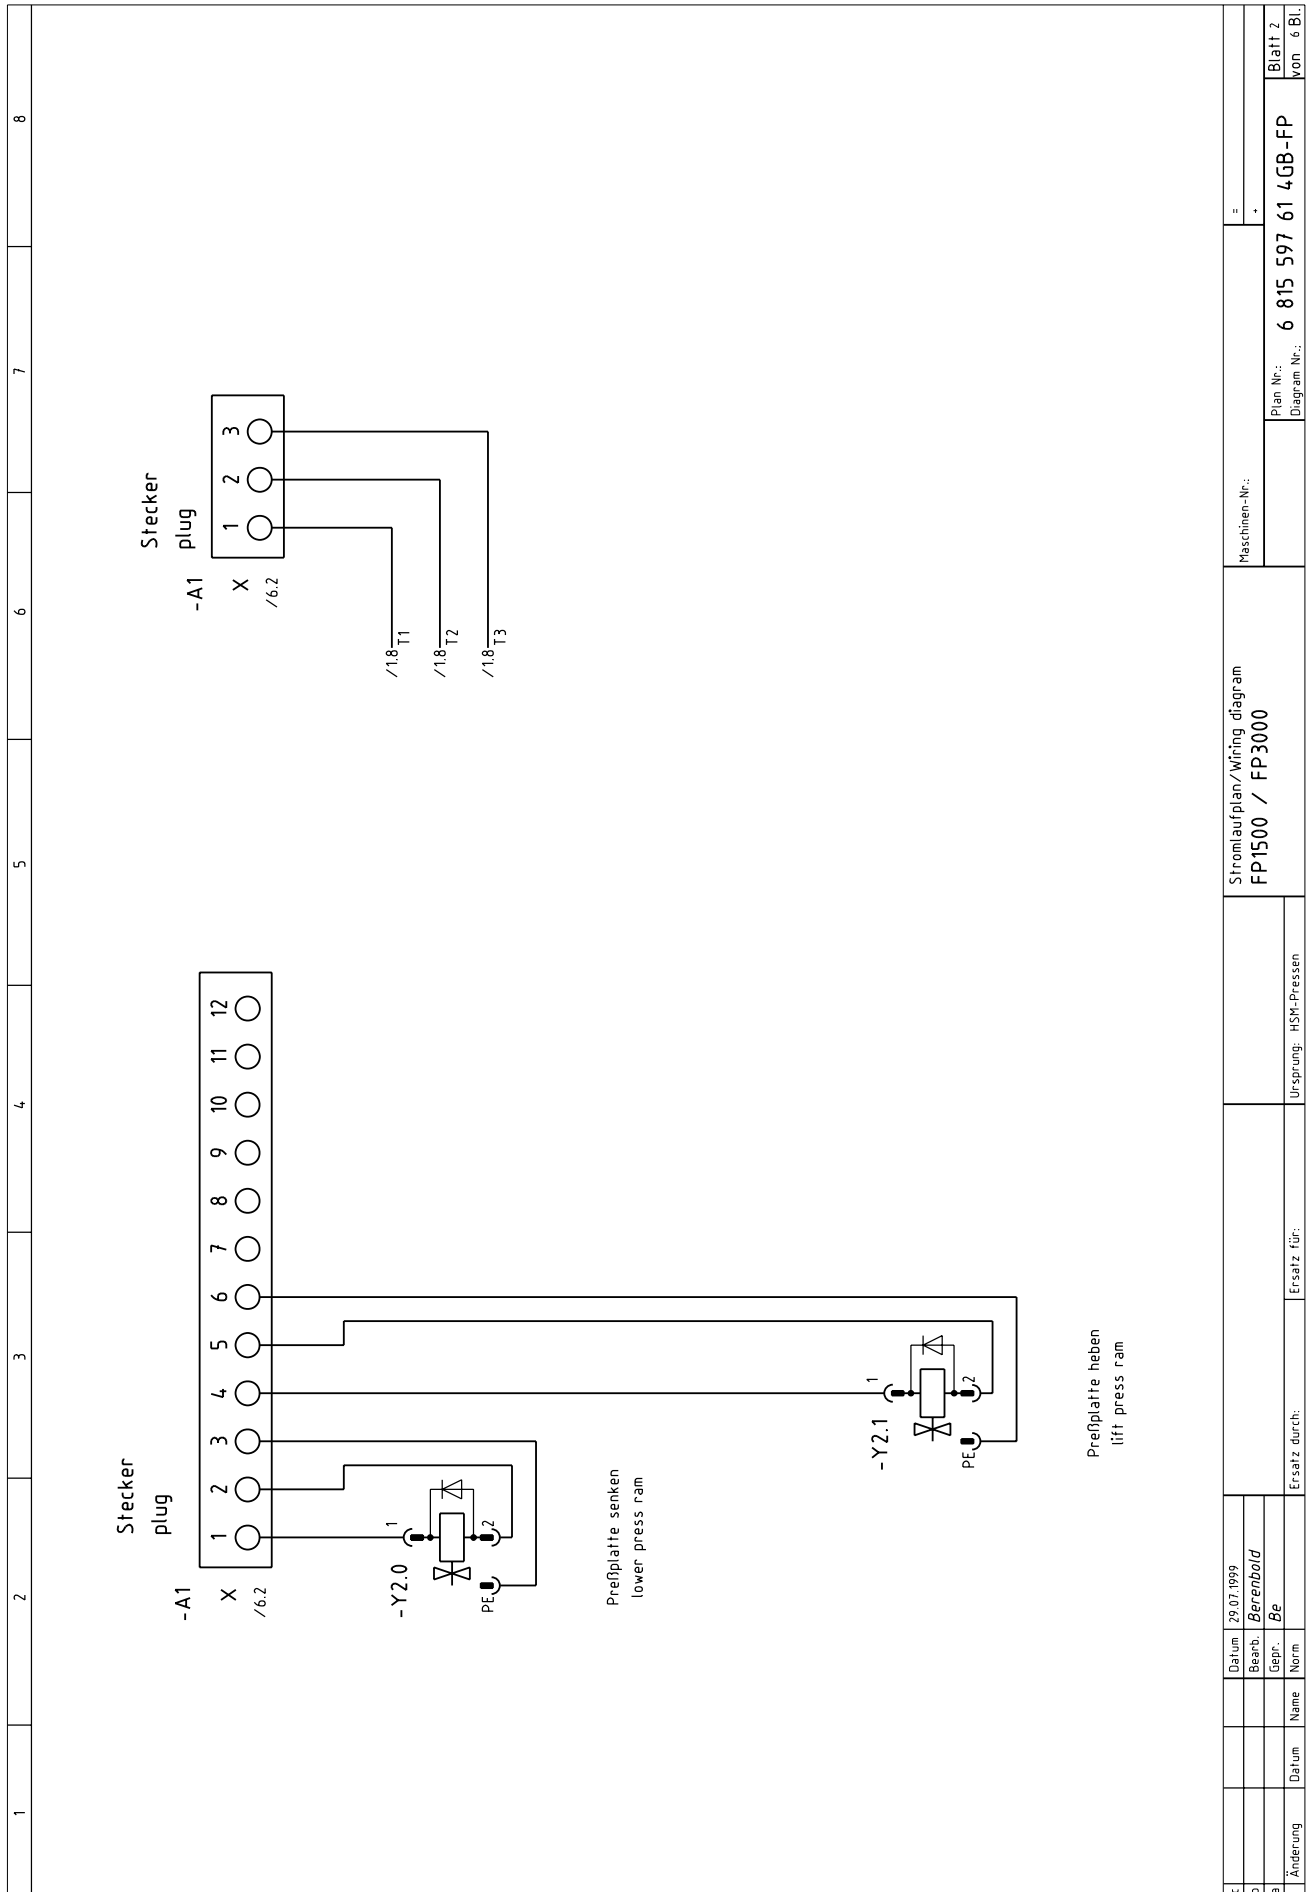 1
2
3
4
5
6
7
8
Stecker
plug
-A1
X
/6.2
1 2 3 4 5 6 7 8 9 10 11 12
-Y2.0
1
2
PE
Preßplatte senken
lower press ram
-Y2.1
1
2
PE
Preßplatte heben
lift press ram
Stecker
plug
-A1
X
/6.2
1 2 3
/1.8 T1
/1.8 T2
/1.8 T3
Änderung
Datum
Name
Datum 29.07.1999
Bearb. Berenbold
Gepr. Be
Norm
Ersatz durch:
Ersatz für:
Ursprung: HSM-Pressen
Stromlaufplan/Wiring diagram
FP1500 / FP3000
Maschinen-Nr.:
=
+
Plan Nr.:
Diagram Nr.: 6 815 597 61 4GB-FP
Blatt 2
von 6 Bl.